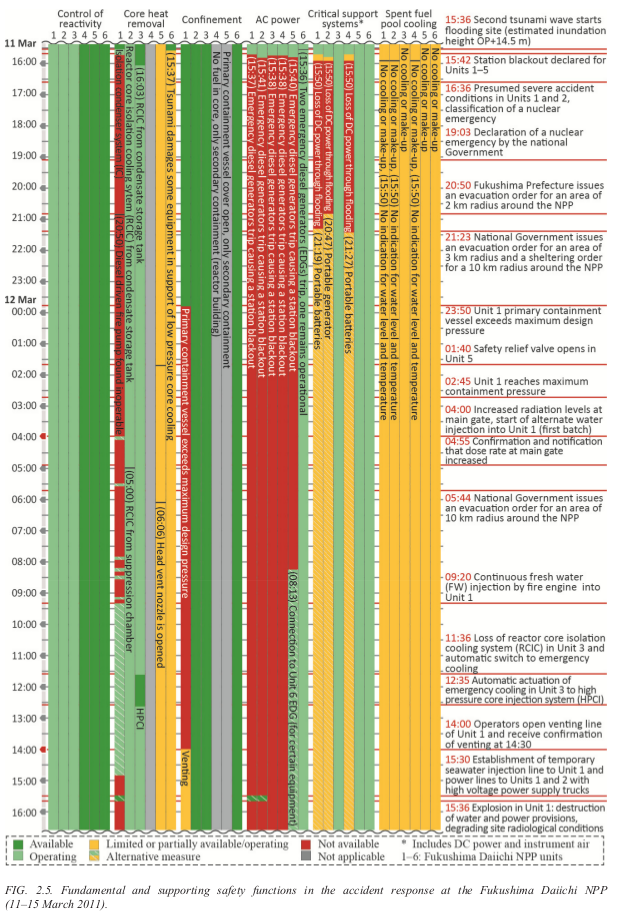 Control of
reactivity
Core heat
removal
Confinement
AC power
Critical support
systems*
Spent fuel
pool cooling
1 2 3 4 5 6
1 2 3 4 5 6
1 2 3 4 5 6
1 2 3 4 5 6
1 2 3 4 5 6
1 2 3 4 5 6
11 Mar
16:00
17:00
18:00
19:00
20:00
21:00
22:00
23:00
12 Mar
00:00
01:00
02:00
03:00
04:00
05:00
06:00
07:00
08:00
09:00
10:00
11:00
12:00
13:00
14:00
15:00
16:00
Isolation condenser system (IC)
(20:50) Diesel driven fire pump found inoperable
Reactor core isolation cooling system (RCIC) from condensate storage tank
(05:00) RCIC from suppression chamber
(16:03) RCIC from condensate storage tank
HPCI
(06:06) Head vent nozzle is opened
(15:37) Tsunami damages some equipment in support of low pressure core cooling
Primary containment vessel exceeds maximum design pressure
Venting
No fuel in core, only secondary containment (reactor building)
Primary containment vessel cover open, only secondary containment
(15:37) Emergency diesel generators trip causing a station blackout
(15:41) Emergency diesel generators trip causing a station blackout
(15:38) Emergency diesel generators trip causing a station blackout
(15:38) Emergency diesel generators trip causing a station blackout
(15:40) Emergency diesel generators trip causing a station blackout
(08:13) Connection to Unit 6 EDG (for certain equipment)
(15:36) Two emergency diesel generators (EDGs) trip, one remains operational
(15:50) Loss of DC power through flooding
(21:19) Portable batteries
(15:50) Loss of DC power through flooding
(20:47) Portable generator
(15:50) Loss of DC power through flooding
(21:27) Portable batteries
No cooling or make-up, (15:50) No indication for water level and temperature
No cooling or make-up, (15:50) No indication for water level and temperature
No cooling or make-up
No cooling or make-up, (15:50) No indication for water level and temperature
No cooling or make-up
No cooling or make-up
15:36 Second tsunami wave starts
flooding site (estimated inundation
height OP+14.5 m)
15:42 Station blackout declared for
Units 1–5
16:36 Presumed severe accident
conditions in Units 1 and 2,
classification of a nuclear
emergency
19:03 Declaration of a nuclear
emergency by the national
Government
20:50 Fukushima Prefecture issues
an evacuation order for an area of
2 km radius around the NPP
21:23 National Government issues
an evacuation order for an area of
3 km radius and a sheltering order
for a 10 km radius around the NPP
23:50 Unit 1 primary containment
vessel exceeds maximum design
pressure
01:40 Safety relief valve opens in
Unit 5
02:45 Unit 1 reaches maximum
containment pressure
04:00 Increased radiation levels at
main gate, start of alternate water
injection into Unit 1 (first batch)
04:55 Confirmation and notification
that dose rate at main gate
increased
05:44 National Government issues
an evacuation order for an area of
10 km radius around the NPP
09:20 Continuous fresh water
(FW) injection by fire engine into
Unit 1
11:36 Loss of reactor core isolation
cooling system (RCIC) in Unit 3 and
automatic switch to emergency
cooling
12:35 Automatic actuation of
emergency cooling in Unit 3 to high
pressure core injection system (HPCI)
14:00 Operators open venting line
of Unit 1 and receive confirmation
of venting at 14:30
15:30 Establishment of temporary
seawater injection line to Unit 1 and
power lines to Units 1 and 2 with
high voltage power supply trucks
15:36 Explosion in Unit 1: destruction
of water and power provisions,
degrading site radiological conditions
Available
Operating
Limited or partially available/operating
Alternative measure
Not available
Not applicable
* Includes DC power and instrument air
1–6: Fukushima Daiichi NPP units
FIG. 2.5. Fundamental and supporting safety functions in the accident response at the Fukushima Daiichi NPP
(11–15 March 2011).